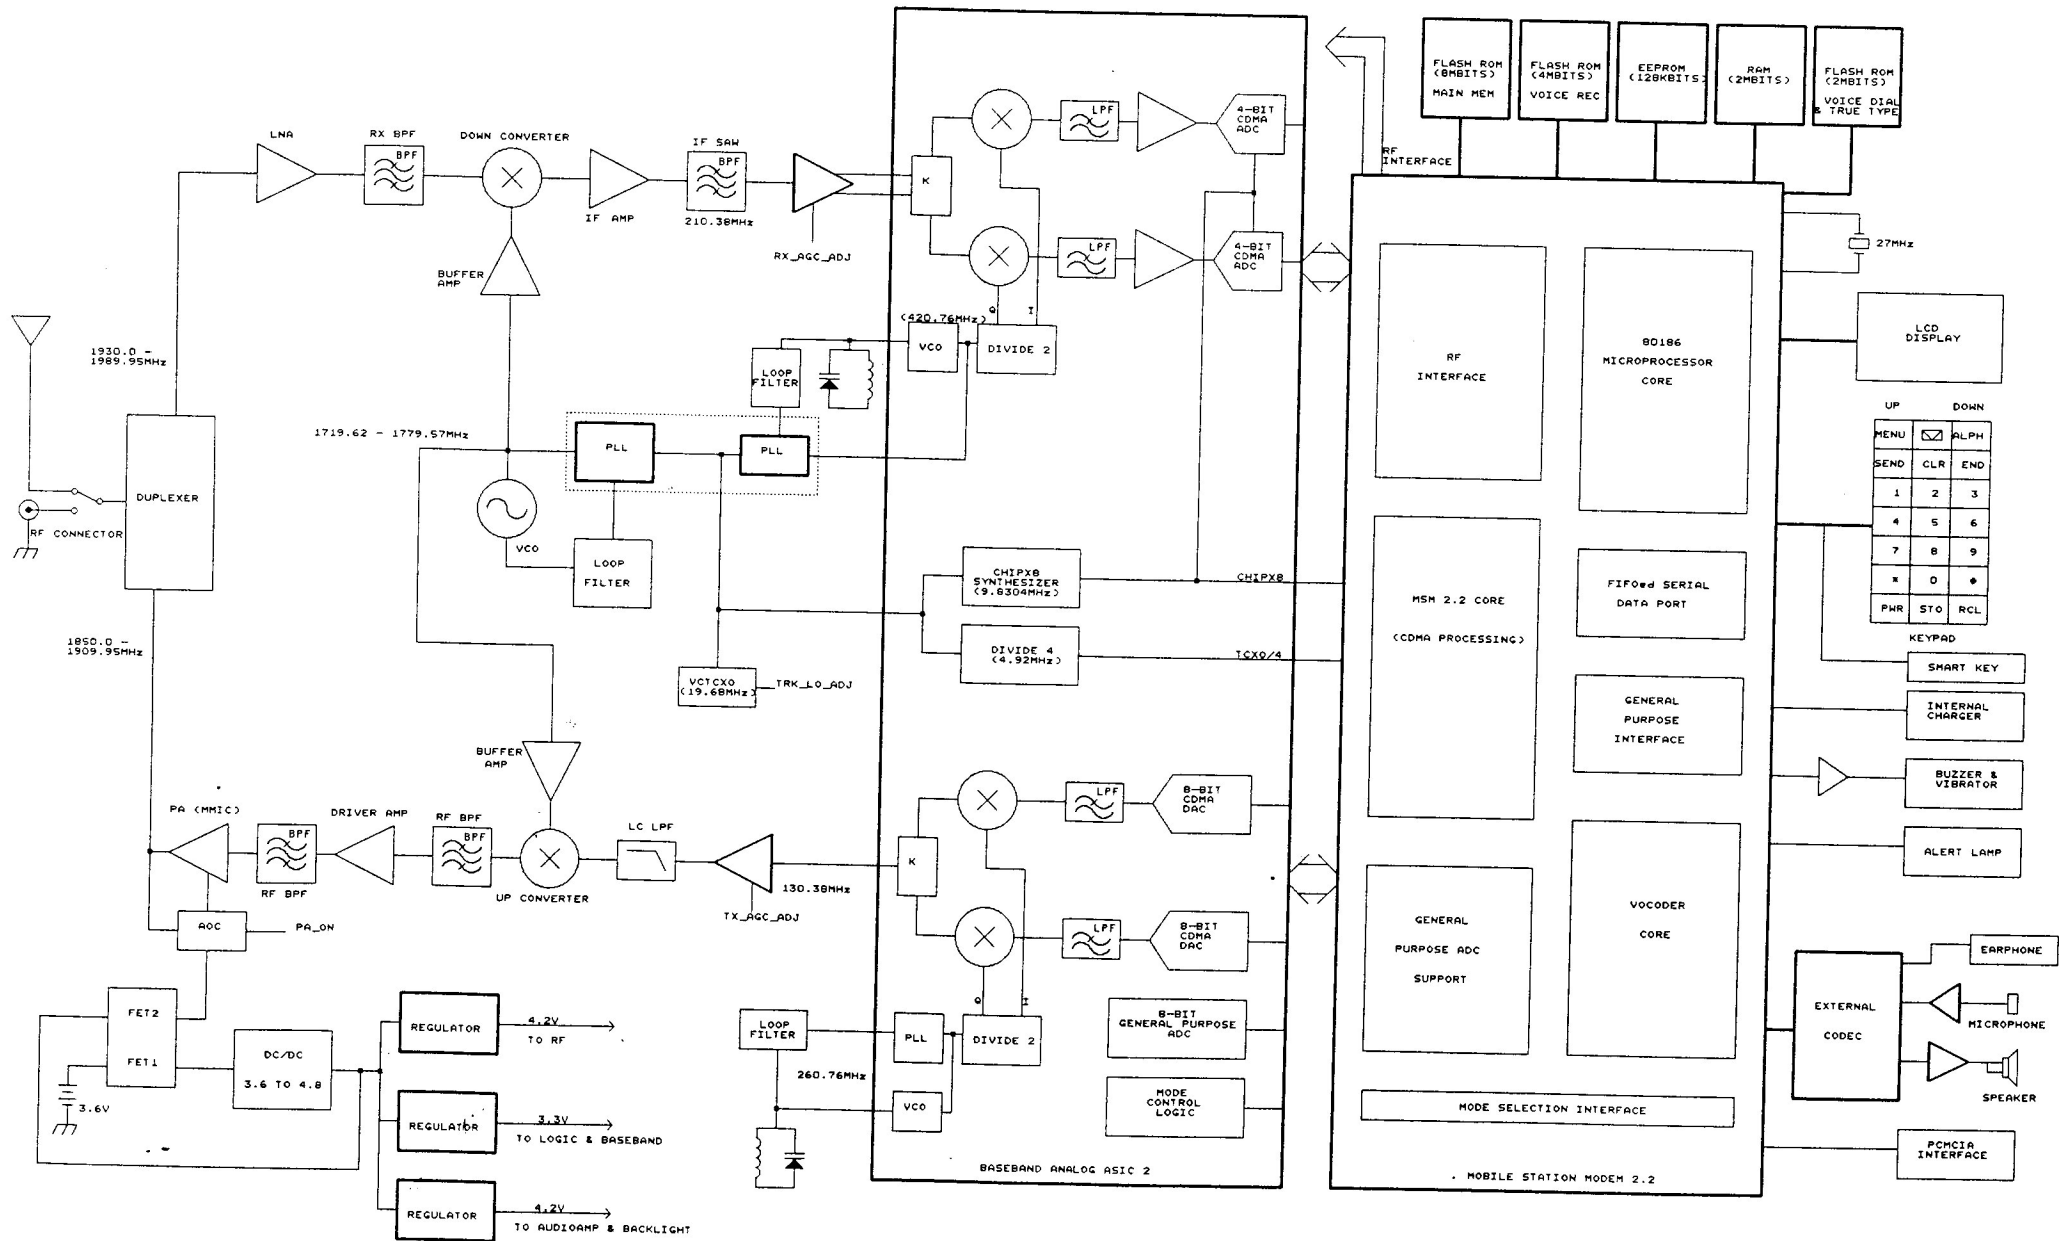 FLASH ROM
(8MBITS)
MAIN MEM
FLASH ROM
(4MBITS)
VOICE REC
EEPROM
(128KBITS)
RAM
(2MBITS)
FLASH ROM
(2MBITS)
VOICE DIAL
& TRUE TYPE
LNA
RX BPF
BPF
DOWN CONVERTER
IF AMP
IF SAW
BPF
210.38MHz
RX_AGC_ADJ
K
LPF
4-BIT
CDMA
ADC
LPF
4-BIT
CDMA
ADC
RF
INTERFACE
27MHz
BUFFER
AMP
Q
I
(420.76MHz)
VCO
DIVIDE 2
LOOP
FILTER
1930.0 -
1989.95MHz
1719.62 - 1779.57MHz
PLL
PLL
DUPLEXER
RF CONNECTOR
VCO
LOOP
FILTER
1850.0 -
1909.95MHz
VCTCXO
(19.68MHz)
TRK_LO_ADJ
CHIPX8
SYNTHESIZER
(9.8304MHz)
CHIPX8
DIVIDE 4
(4.92MHz)
TCXO/4
RF
INTERFACE
80186
MICROPROCESSOR
CORE
MSM 2.2 CORE
(CDMA PROCESSING)
FIFOed SERIAL
DATA PORT
GENERAL
PURPOSE
INTERFACE
GENERAL
PURPOSE ADC
SUPPORT
VOCODER
CORE
MODE SELECTION INTERFACE
. MOBILE STATION MODEM 2.2
LCD
DISPLAY
UP
DOWN
MENU
ALPH
SEND CLR END
1 2 3
4 5 6
7 8 9
* 0
PWR STO RCL
KEYPAD
SMART KEY
INTERNAL
CHARGER
BUZZER &
VIBRATOR
ALERT LAMP
EARPHONE
EXTERNAL
CODEC
MICROPHONE
SPEAKER
PCMCIA
INTERFACE
BUFFER
AMP
PA (MMIC)
BPF
RF BPF
DRIVER AMP
RF BPF
BPF
UP CONVERTER
LC LPF
TX_AGC_ADJ
130.38MHz
K
LPF
8-BIT
CDMA
DAC
LPF
8-BIT
CDMA
DAC
Q
I
AOC
PA_ON
FET2
FET1
3.6V
DC/DC
3.6 TO 4.8
REGULATOR
4.2V
TO RF
REGULATOR
3.3V
TO LOGIC & BASEBAND
REGULATOR
4.2V
TO AUDIOAMP & BACKLIGHT
LOOP
FILTER
260.76MHz
PLL
DIVIDE 2
VCO
8-BIT
GENERAL PURPOSE
ADC
MODE
CONTROL
LOGIC
BASEBAND ANALOG ASIC 2